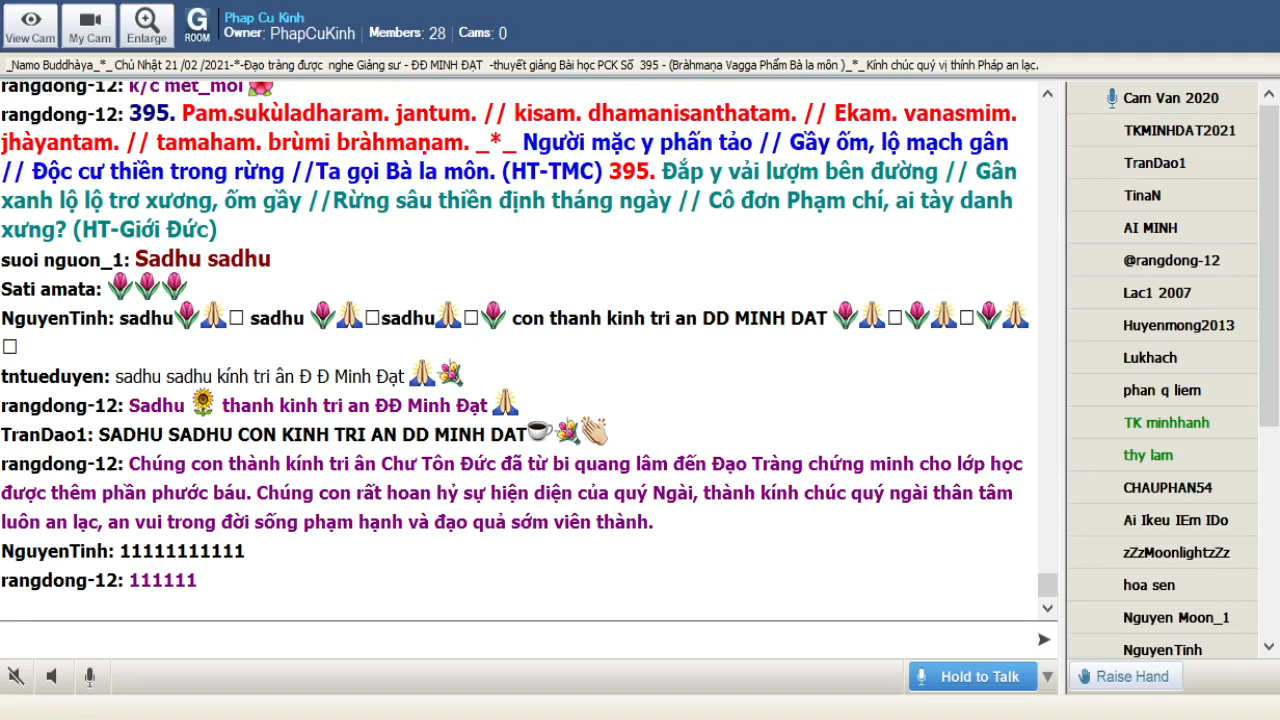 View Cam
My Cam
Enlarge
G
ROOM
Phap Cu Kinh
Owner: PhapCuKinh | Members: 28 | Cams: 0
_Namo Buddhàya_*_ Chủ Nhật 21 /02 /2021-*-Đạo tràng được nghe Giảng sư - ĐĐ MINH ĐẠT -thuyết giảng Bài học PCK Số 395 - (Bràhmaṇa Vagga Phẩm Bà la môn )_*_Kính chúc quý vị thính Pháp an lạc.
rangdong-12: k/c met_moi
rangdong-12: 395. Pam.sukùladharam. jantum. // kisam. dhamanisanthatam. // Ekam. vanasmim.
jhàyantam. // tamaham. brùmi bràhmaṇam. _*_ Người mặc y phấn tảo // Gầy ốm, lộ mạch gân
// Độc cư thiền trong rừng //Ta gọi Bà la môn. (HT-TMC) 395. Đắp y vải lượm bên đường // Gân
xanh lộ lộ trơ xương, ốm gầy //Rừng sâu thiền định tháng ngày // Cô đơn Phạm chí, ai tày danh
xưng? (HT-Giới Đức)
suoi nguon_1: Sadhu sadhu
Sati amata:
NguyenTinh: sadhu sadhu sadhu con thanh kinh tri an DD MINH DAT
tntueduyen: sadhu sadhu kính tri ân Đ Đ Minh Đạt
rangdong-12: Sadhu thanh kinh tri an ĐĐ Minh Đạt
TranDao1: SADHU SADHU CON KINH TRI AN DD MINH DAT
rangdong-12: Chúng con thành kính tri ân Chư Tôn Đức đã từ bi quang lâm đến Đạo Tràng chứng minh cho lớp học
được thêm phần phước báu. Chúng con rất hoan hỷ sự hiện diện của quý Ngài, thành kính chúc quý ngài thân tâm
luôn an lạc, an vui trong đời sống phạm hạnh và đạo quả sớm viên thành.
NguyenTinh: 11111111111
rangdong-12: 111111
Hold to Talk
Cam Van 2020
TKMINHDAT2021
TranDao1
TinaN
AI MINH
@rangdong-12
Lac1 2007
Huyenmong2013
Lukhach
phan q liem
TK minhhanh
thy lam
CHAUPHAN54
Ai Ikeu IEm IDo
zZzMoonlightzZz
hoa sen
Nguyen Moon_1
NguyenTinh
Raise Hand